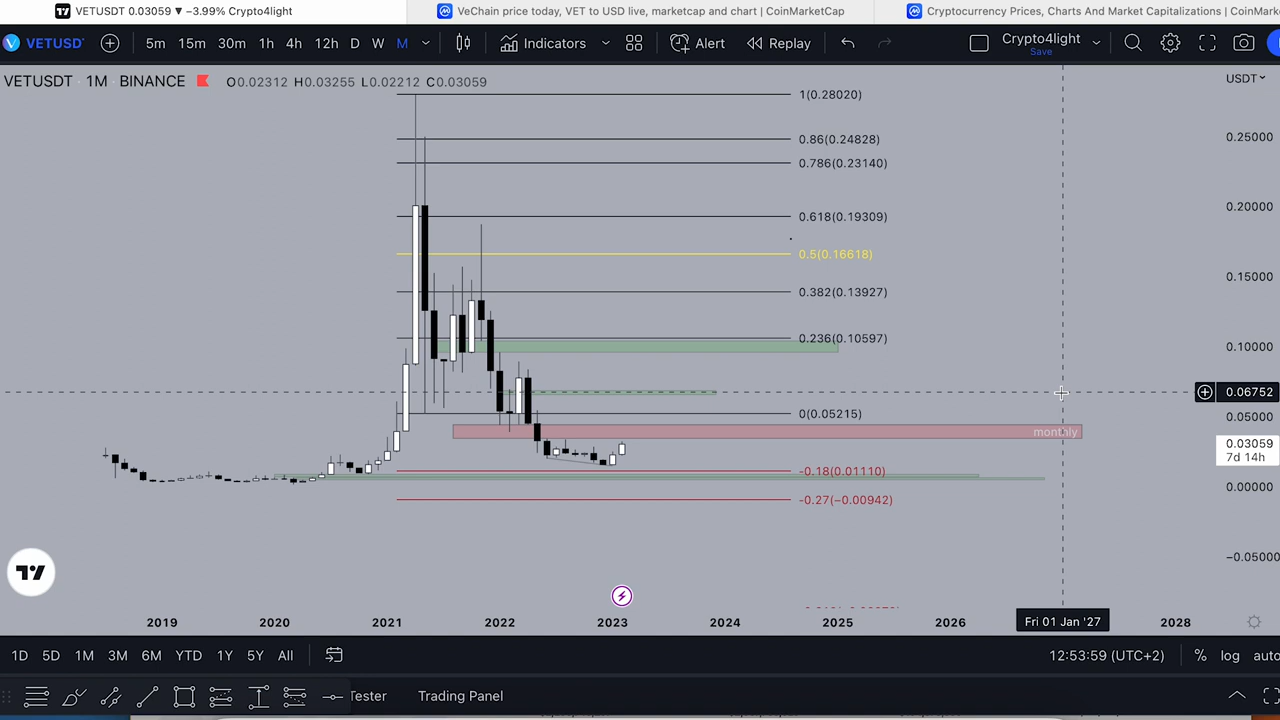 VETUSDT 0.03059 ▼ −3.99% Crypto4light
VeChain price today, VET to USD live, marketcap and chart | CoinMarketCap
Cryptocurrency Prices, Charts And Market Capitalizations | CoinMark
VETUSD
5m 15m 30m 1h 4h 12h D W M
Indicators
Alert
Replay
Crypto4light
Save
VETUSDT 1M BINANCE
O0.02312 H0.03255 L0.02212 C0.03059
USDT
1(0.28020)
0.86(0.24828)
0.786(0.23140)
0.618(0.19309)
0.5(0.16618)
0.382(0.13927)
0.236(0.10597)
0(0.05215)
monthly
-0.18(0.01110)
-0.27(−0.00942)
0.25000
0.20000
0.15000
0.10000
0.06752
0.05000
0.03059
7d 14h
0.00000
−0.05000
2019 2020 2021 2022 2023 2024 2025 2026 Fri 01 Jan '27 2028
1D 5D 1M 3M 6M YTD 1Y 5Y All
12:53:59 (UTC+2) % log auto
Tester Trading Panel